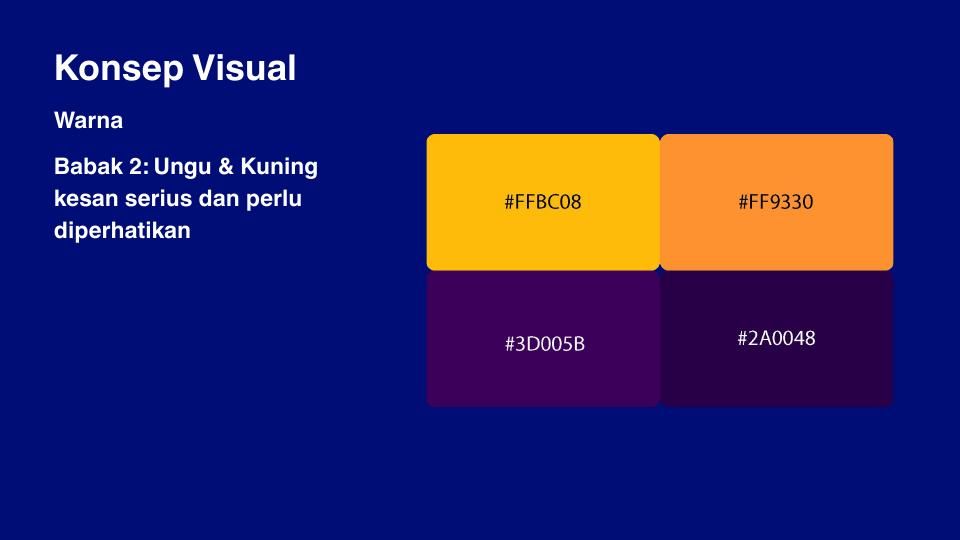 Konsep Visual
Warna
Babak 2: Ungu & Kuning
kesan serius dan perlu
diperhatikan
#FFBC08
#FF9330
#3D005B
#2A0048